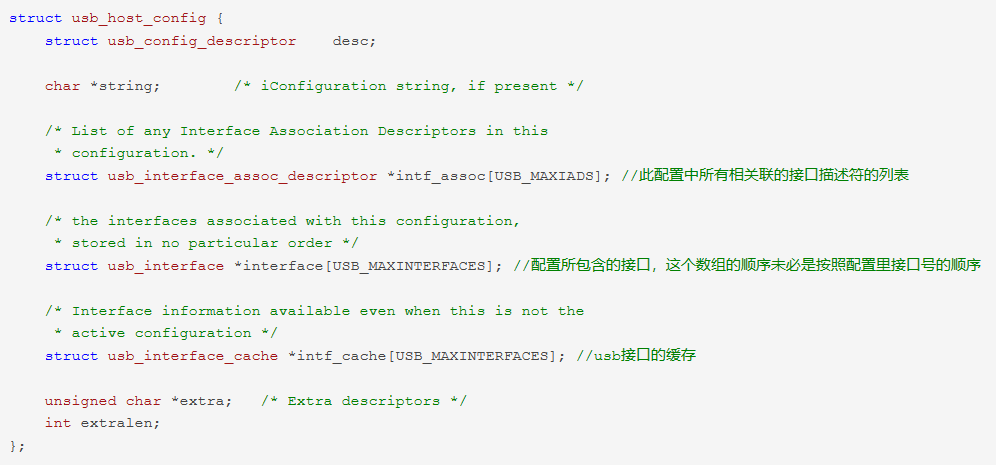 struct usb_host_config {
    struct usb_config_descriptor    desc;
    char *string;        /* iConfiguration string, if present */
    /* List of any Interface Association Descriptors in this
     * configuration. */
    struct usb_interface_assoc_descriptor *intf_assoc[USB_MAXIADS]; //此配置中所有相关联的接口描述符的列表
    /* the interfaces associated with this configuration,
     * stored in no particular order */
    struct usb_interface *interface[USB_MAXINTERFACES]; //配置所包含的接口，这个数组的顺序未必是按照配置里接口号的顺序
    /* Interface information available even when this is not the
     * active configuration */
    struct usb_interface_cache *intf_cache[USB_MAXINTERFACES]; //usb接口的缓存
    unsigned char *extra;   /* Extra descriptors */
    int extralen;
};